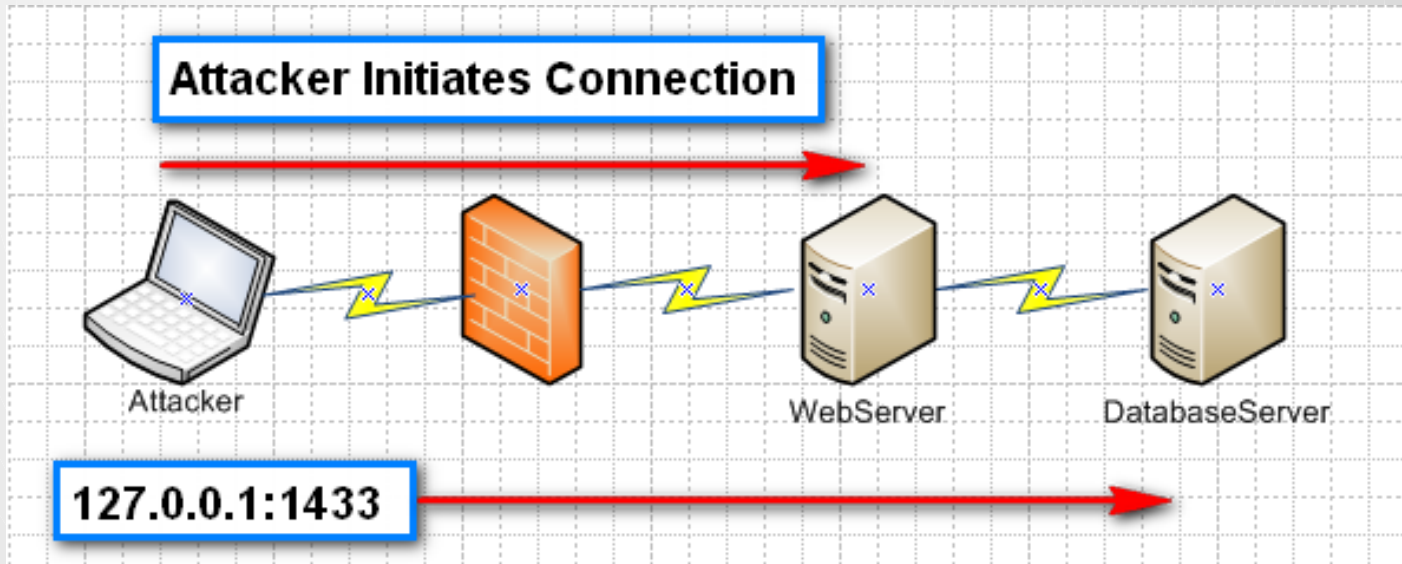 Attacker Initiates Connection
Attacker
WebServer
DatabaseServer
127.0.0.1:1433